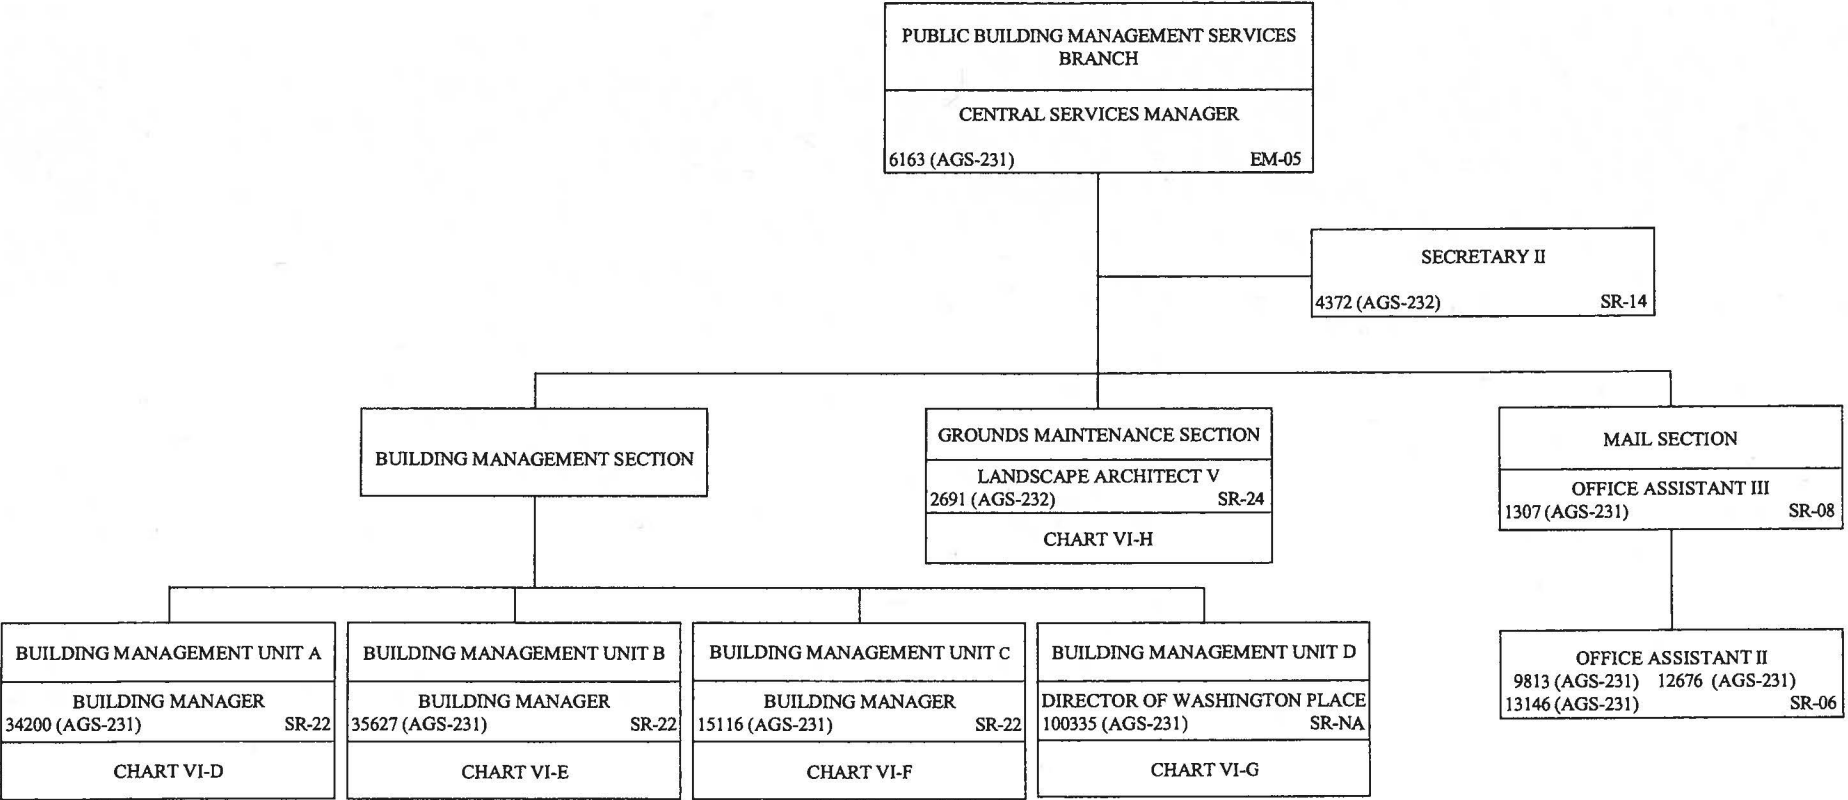 PUBLIC BUILDING MANAGEMENT SERVICES
BRANCH
CENTRAL SERVICES MANAGER
6163 (AGS-231) EM-05
SECRETARY II
4372 (AGS-232) SR-14
BUILDING MANAGEMENT SECTION
GROUNDS MAINTENANCE SECTION
LANDSCAPE ARCHITECT V
2691 (AGS-232) SR-24
CHART VI-H
MAIL SECTION
OFFICE ASSISTANT III
1307 (AGS-231) SR-08
BUILDING MANAGEMENT UNIT A
BUILDING MANAGER
34200 (AGS-231) SR-22
CHART VI-D
BUILDING MANAGEMENT UNIT B
BUILDING MANAGER
35627 (AGS-231) SR-22
CHART VI-E
BUILDING MANAGEMENT UNIT C
BUILDING MANAGER
15116 (AGS-231) SR-22
CHART VI-F
BUILDING MANAGEMENT UNIT D
DIRECTOR OF WASHINGTON PLACE
100335 (AGS-231) SR-NA
CHART VI-G
OFFICE ASSISTANT II
9813 (AGS-231) 12676 (AGS-231)
13146 (AGS-231) SR-06